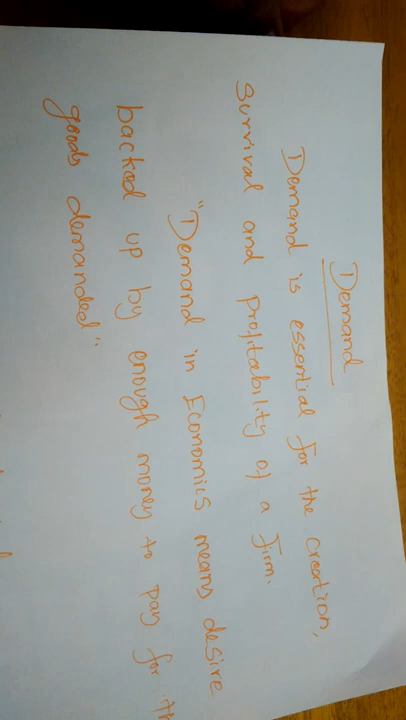 Demand
Demand is essential for the creation,
survival and profitability of a firm.
"Demand in Economics means desire
backed up by enough money to pay for th
goods demanded"